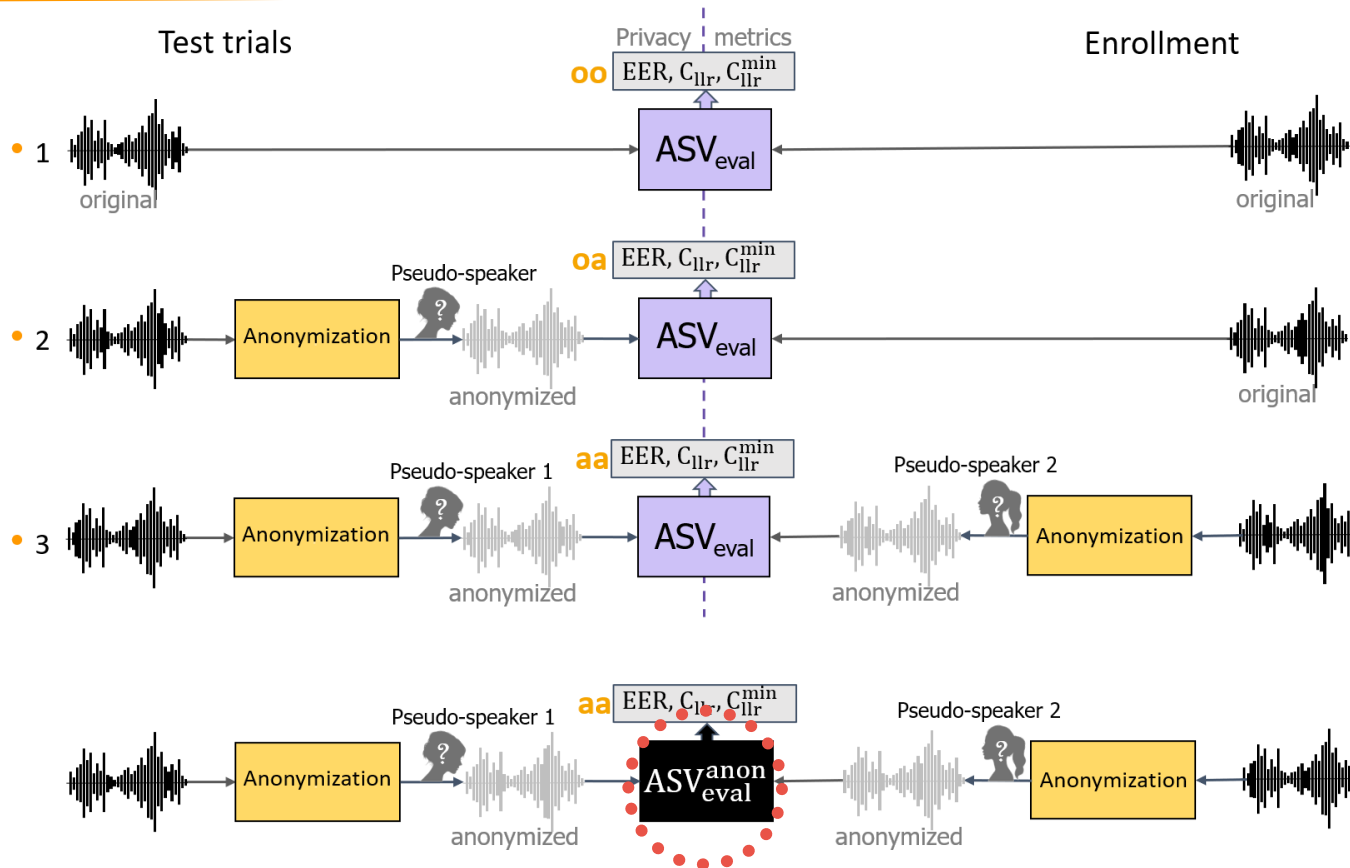 Test trials
Privacy metrics
Enrollment
oo EER, C_llr, C_llr^min
• 1
ASV_eval
original
original
oa EER, C_llr, C_llr^min
Pseudo-speaker
?
• 2
Anonymization
ASV_eval
anonymized
original
aa EER, C_llr, C_llr^min
Pseudo-speaker 1
Pseudo-speaker 2
?
?
• 3
Anonymization
ASV_eval
Anonymization
anonymized
anonymized
aa EER, C_llr, C_llr^min
Pseudo-speaker 1
Pseudo-speaker 2
?
?
Anonymization
ASV_eval^anon
Anonymization
anonymized
anonymized